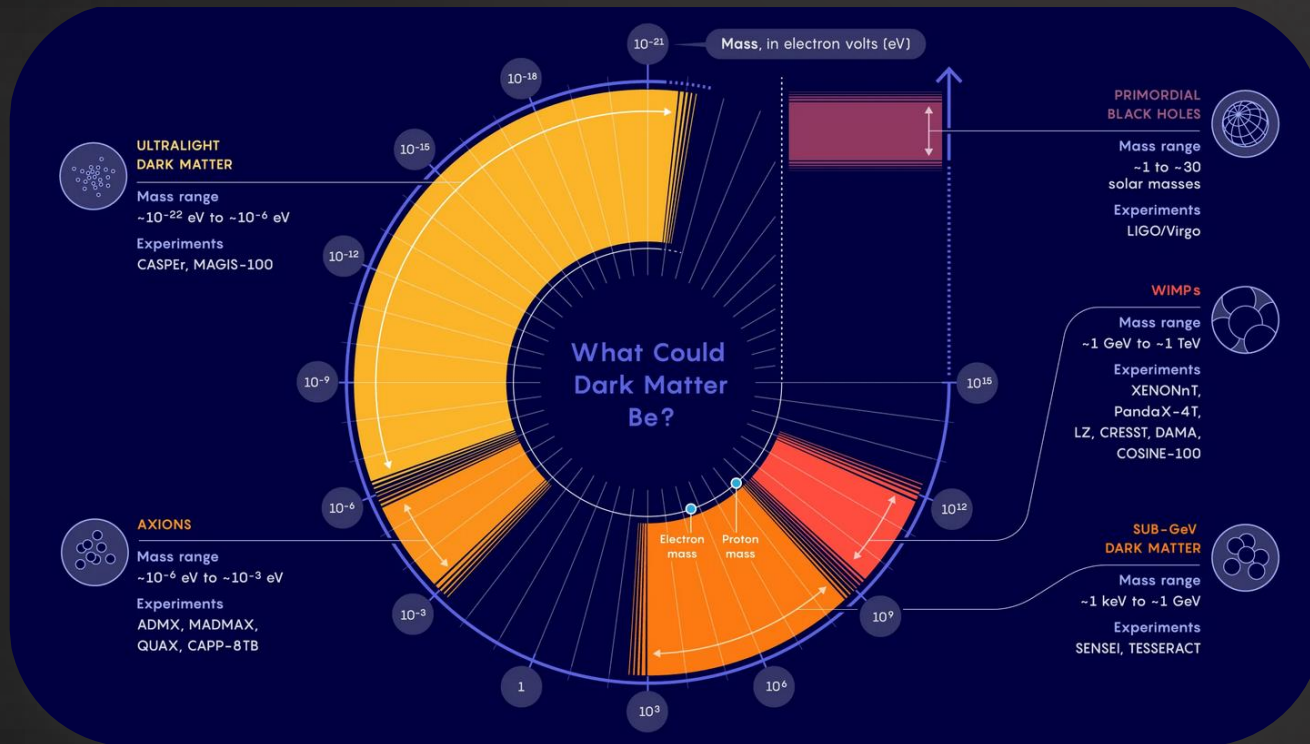 10⁻²¹
Mass, in electron volts (eV)
10⁻¹⁸
10⁻¹⁵
10⁻¹²
10⁻⁹
10⁻⁶
10⁻³
1
10³
10⁶
10⁹
10¹²
10¹⁵
ULTRALIGHT
DARK MATTER
Mass range
~10⁻²² eV to ~10⁻⁶ eV
Experiments
CASPEr, MAGIS-100
AXIONS
Mass range
~10⁻⁶ eV to ~10⁻³ eV
Experiments
ADMX, MADMAX,
QUAX, CAPP-8TB
What Could
Dark Matter
Be?
Electron
mass
Proton
mass
PRIMORDIAL
BLACK HOLES
Mass range
~1 to ~30
solar masses
Experiments
LIGO/Virgo
WIMPs
Mass range
~1 GeV to ~1 TeV
Experiments
XENONnT,
PandaX-4T,
LZ, CRESST, DAMA,
COSINE-100
SUB-GeV
DARK MATTER
Mass range
~1 keV to ~1 GeV
Experiments
SENSEI, TESSERACT